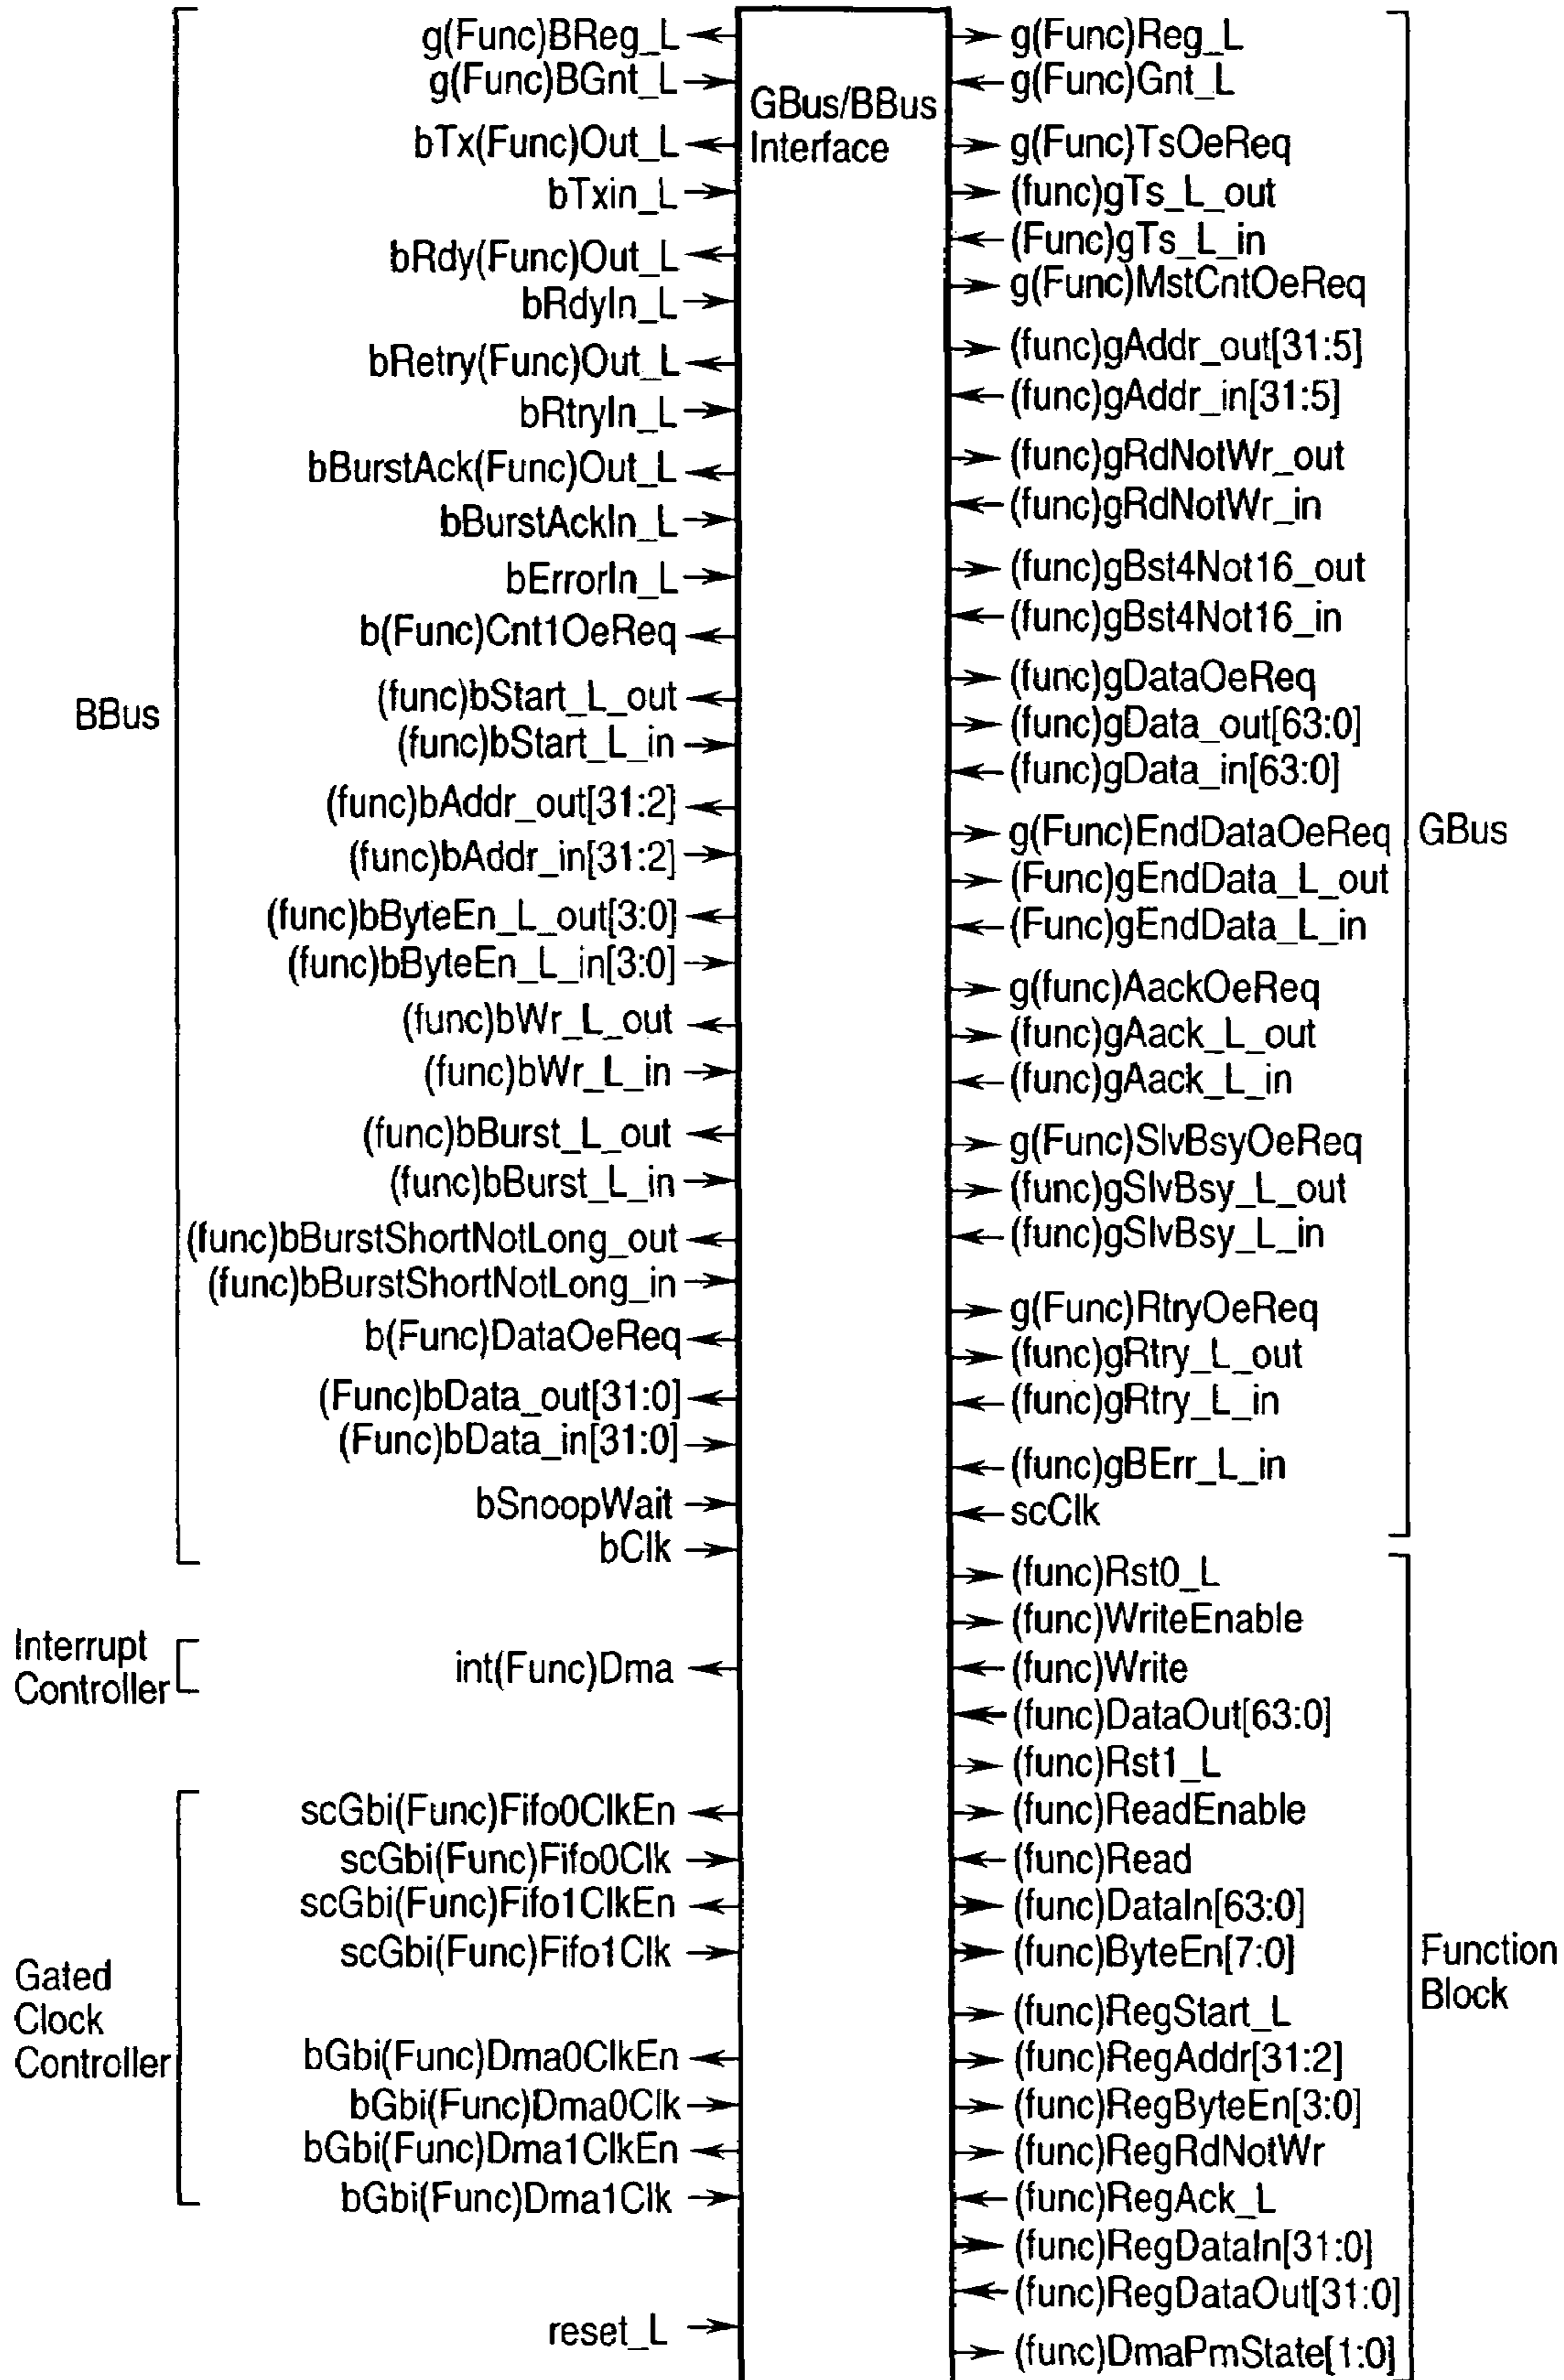 BBus
g(Func)BReg_L
g(Func)BGnt_L
bTx(Func)Out_L
bTxin_L
bRdy(Func)Out_L
bRdyIn_L
bRetry(Func)Out_L
bRtryIn_L
bBurstAck(Func)Out_L
bBurstAckIn_L
bErrorIn_L
b(Func)Cnt1OeReq
(func)bStart_L_out
(func)bStart_L_in
(func)bAddr_out[31:2]
(func)bAddr_in[31:2]
(func)bByteEn_L_out[3:0]
(func)bByteEn_L_in[3:0]
(func)bWr_L_out
(func)bWr_L_in
(func)bBurst_L_out
(func)bBurst_L_in
(func)bBurstShortNotLong_out
(func)bBurstShortNotLong_in
b(Func)DataOeReq
(Func)bData_out[31:0]
(Func)bData_in[31:0]
bSnoopWait
bClk
Interrupt
Controller
int(Func)Dma
Gated
Clock
Controller
scGbi(Func)Fifo0ClkEn
scGbi(Func)Fifo0Clk
scGbi(Func)Fifo1ClkEn
scGbi(Func)Fifo1Clk
bGbi(Func)Dma0ClkEn
bGbi(Func)Dma0Clk
bGbi(Func)Dma1ClkEn
bGbi(Func)Dma1Clk
reset_L
GBus/BBus
Interface
g(Func)Reg_L
g(Func)Gnt_L
g(Func)TsOeReq
(func)gTs_L_out
(Func)gTs_L_in
g(Func)MstCntOeReq
(func)gAddr_out[31:5]
(func)gAddr_in[31:5]
(func)gRdNotWr_out
(func)gRdNotWr_in
(func)gBst4Not16_out
(func)gBst4Not16_in
(func)gDataOeReq
(func)gData_out[63:0]
(func)gData_in[63:0]
g(Func)EndDataOeReq
(Func)gEndData_L_out
(Func)gEndData_L_in
g(func)AackOeReq
(func)gAack_L_out
(func)gAack_L_in
g(Func)SlvBsyOeReq
(func)gSlvBsy_L_out
(func)gSlvBsy_L_in
g(Func)RtryOeReq
(func)gRtry_L_out
(func)gRtry_L_in
(func)gBErr_L_in
scClk
GBus
(func)Rst0_L
(func)WriteEnable
(func)Write
(func)DataOut[63:0]
(func)Rst1_L
(func)ReadEnable
(func)Read
(func)DataIn[63:0]
(func)ByteEn[7:0]
(func)RegStart_L
(func)RegAddr[31:2]
(func)RegByteEn[3:0]
(func)RegRdNotWr
(func)RegAck_L
(func)RegDataIn[31:0]
(func)RegDataOut[31:0]
(func)DmaPmState[1:0]
Function
Block